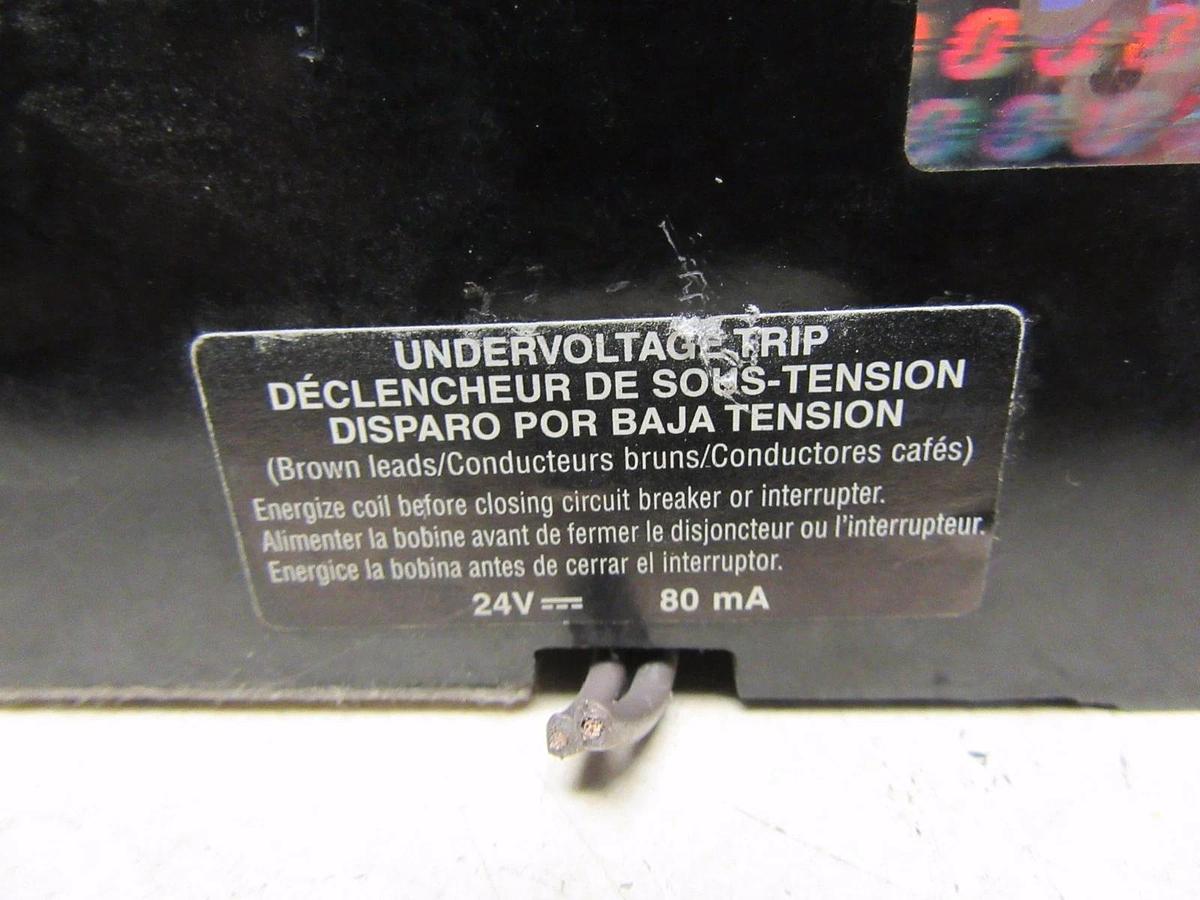 UNDERVOLTAGE TRIP
DÉCLENCHEUR DE SOUS-TENSION
DISPARO POR BAJA TENSION
(Brown leads/Conducteurs bruns/Conductores cafés)
Energize coil before closing circuit breaker or interrupter.
Alimenter la bobine avant de fermer le disjoncteur ou l'interrupteur.
Energice la bobina antes de cerrar el interruptor.
24V⎓ 80 mA